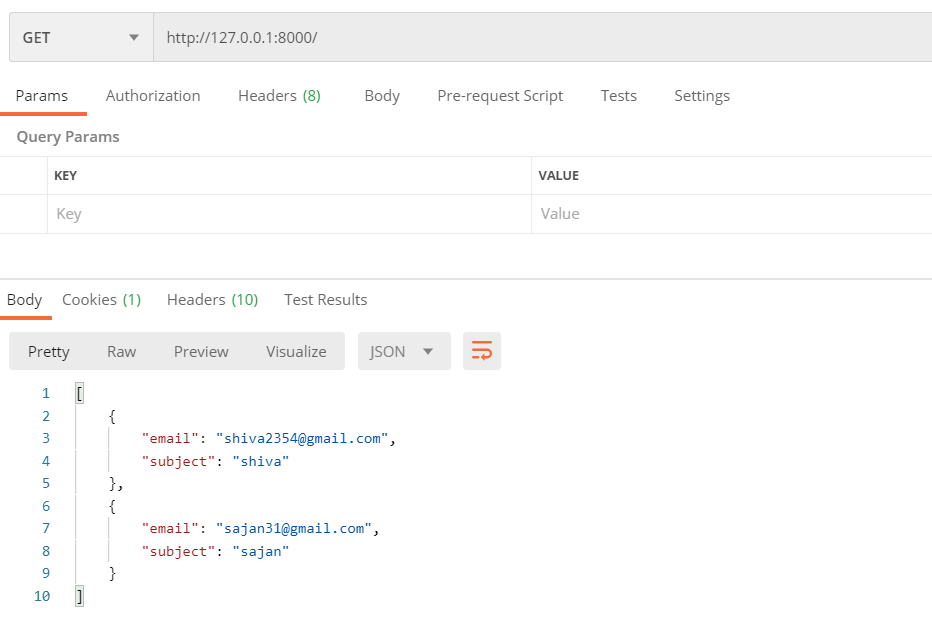 GET http://127.0.0.1:8000/
Params Authorization Headers (8) Body Pre-request Script Tests Settings
Query Params
KEY VALUE
Key Value
Body Cookies (1) Headers (10) Test Results
Pretty Raw Preview Visualize JSON
1 [
2 {
3 "email": "shiva2354@gmail.com",
4 "subject": "shiva"
5 },
6 {
7 "email": "sajan31@gmail.com",
8 "subject": "sajan"
9 }
10 ]